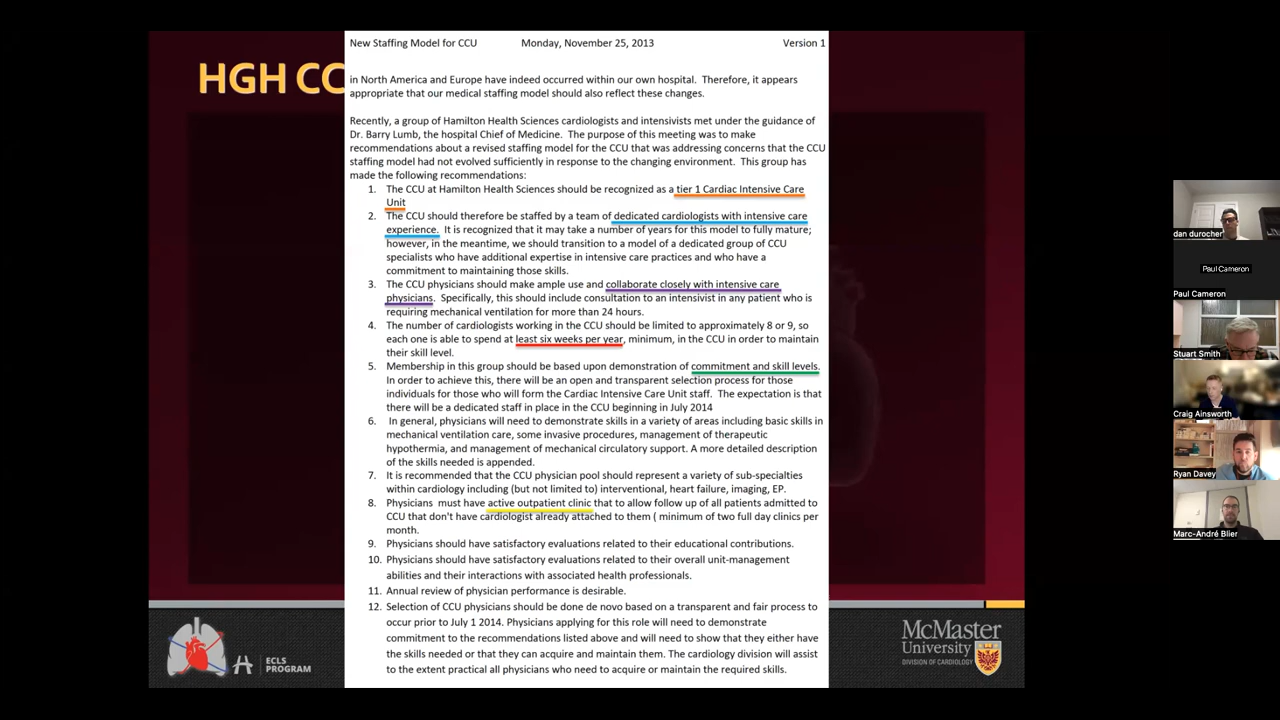 HGH CC
New Staffing Model for CCU Monday, November 25, 2013 Version 1
in North America and Europe have indeed occurred within our own hospital. Therefore, it appears
appropriate that our medical staffing model should also reflect these changes.
Recently, a group of Hamilton Health Sciences cardiologists and intensivists met under the guidance of
Dr. Barry Lumb, the hospital Chief of Medicine. The purpose of this meeting was to make
recommendations about a revised staffing model for the CCU that was addressing concerns that the CCU
staffing model had not evolved sufficiently in response to the changing environment. This group has
made the following recommendations:
1. The CCU at Hamilton Health Sciences should be recognized as a tier 1 Cardiac Intensive Care
Unit
2. The CCU should therefore be staffed by a team of dedicated cardiologists with intensive care
experience. It is recognized that it may take a number of years for this model to fully mature;
however, in the meantime, we should transition to a model of a dedicated group of CCU
specialists who have additional expertise in intensive care practices and who have a
commitment to maintaining those skills.
3. The CCU physicians should make ample use and collaborate closely with intensive care
physicians. Specifically, this should include consultation to an intensivist in any patient who is
requiring mechanical ventilation for more than 24 hours.
4. The number of cardiologists working in the CCU should be limited to approximately 8 or 9, so
each one is able to spend at least six weeks per year, minimum, in the CCU in order to maintain
their skill level.
5. Membership in this group should be based upon demonstration of commitment and skill levels.
In order to achieve this, there will be an open and transparent selection process for those
individuals for those who will form the Cardiac Intensive Care Unit staff. The expectation is that
there will be a dedicated staff in place in the CCU beginning in July 2014
6. In general, physicians will need to demonstrate skills in a variety of areas including basic skills in
mechanical ventilation care, some invasive procedures, management of therapeutic
hypothermia, and management of mechanical circulatory support. A more detailed description
of the skills needed is appended.
7. It is recommended that the CCU physician pool should represent a variety of sub-specialties
within cardiology including (but not limited to) interventional, heart failure, imaging, EP.
8. Physicians must have active outpatient clinic that to allow follow up of all patients admitted to
CCU that don't have cardiologist already attached to them ( minimum of two full day clinics per
month.
9. Physicians should have satisfactory evaluations related to their educational contributions.
10. Physicians should have satisfactory evaluations related to their overall unit-management
abilities and their interactions with associated health professionals.
11. Annual review of physician performance is desirable.
12. Selection of CCU physicians should be done de novo based on a transparent and fair process to
occur prior to July 1 2014. Physicians applying for this role will need to demonstrate
commitment to the recommendations listed above and will need to show that they either have
the skills needed or that they can acquire and maintain them. The cardiology division will assist
to the extent practical all physicians who need to acquire or maintain the required skills.
ECLS
PROGRAM
McMaster
University
DIVISION OF CARDIOLOGY
dan durocher
Paul Cameron
Paul Cameron
Stuart Smith
Craig Ainsworth
Ryan Davey
Marc-André Blier